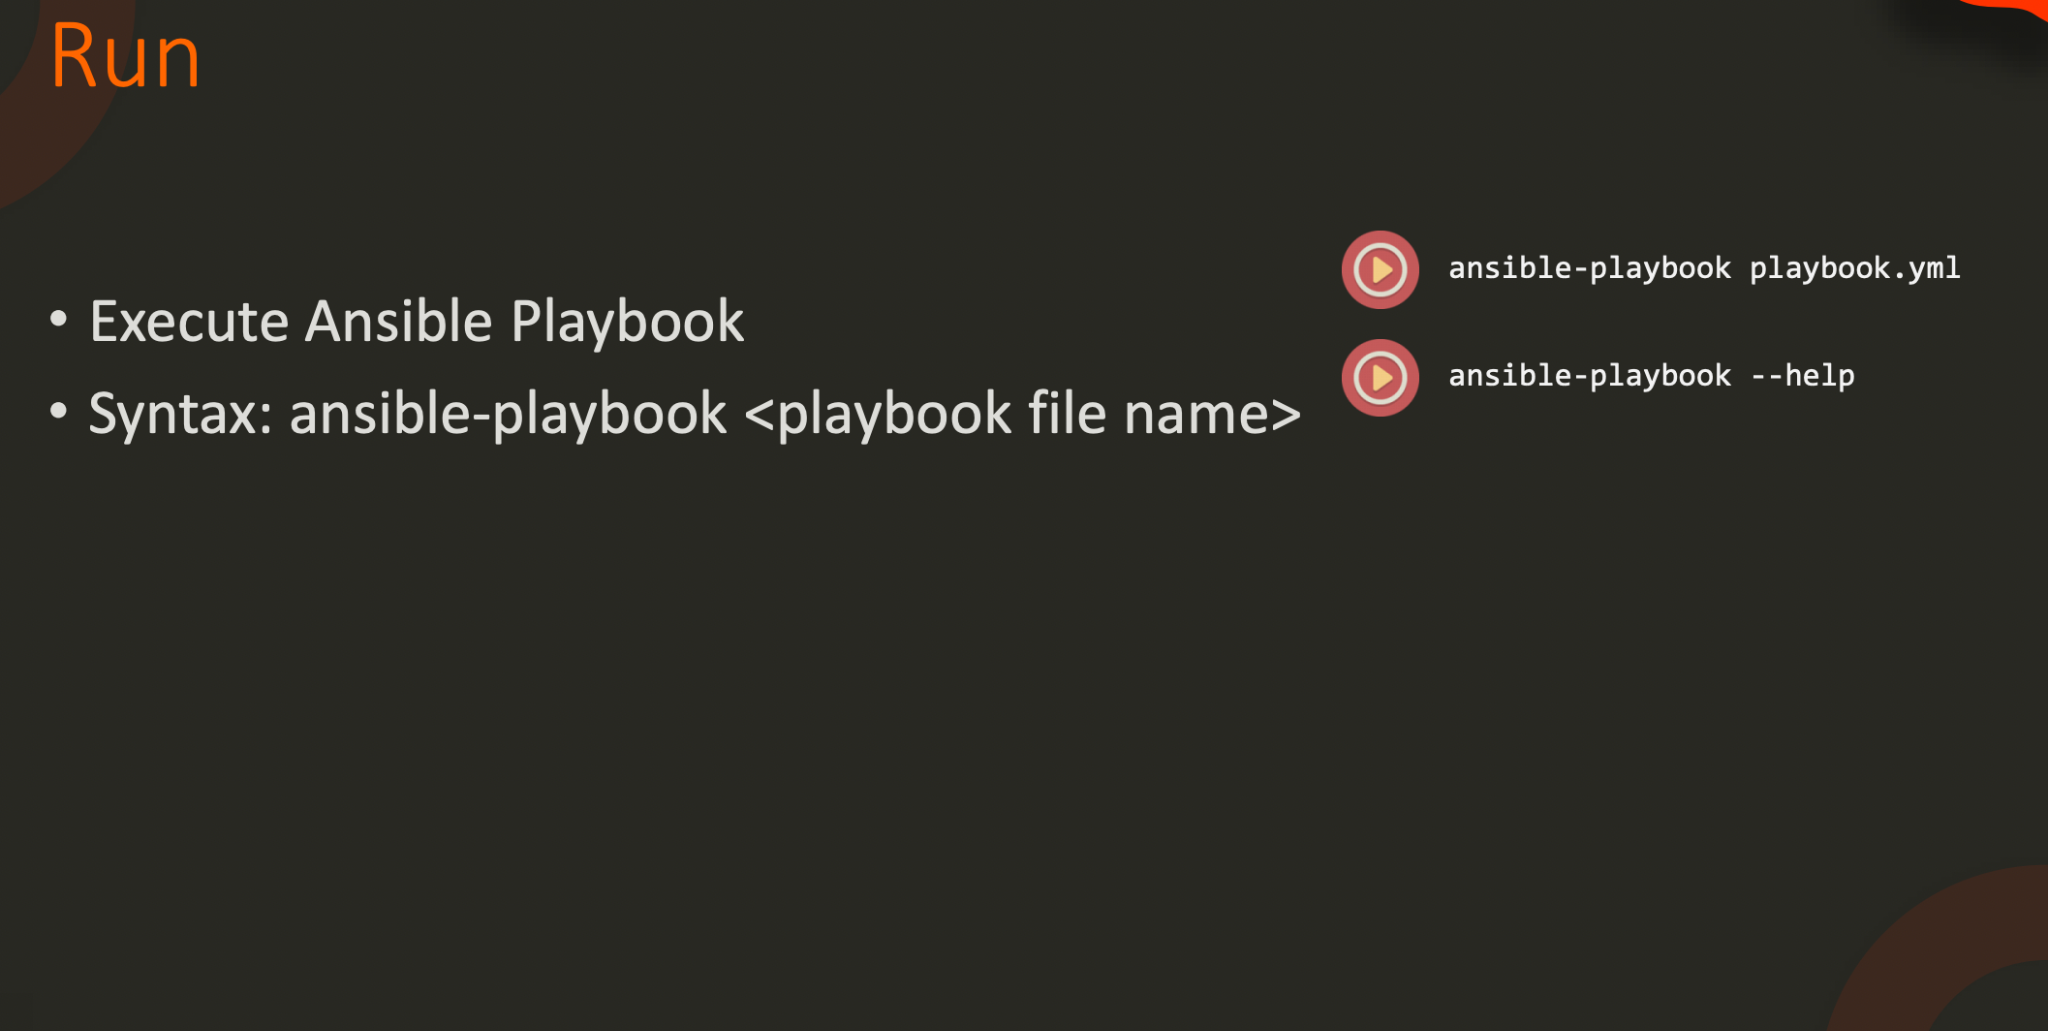 Run
• Execute Ansible Playbook
• Syntax: ansible-playbook <playbook file name>
ansible-playbook playbook.yml
ansible-playbook --help